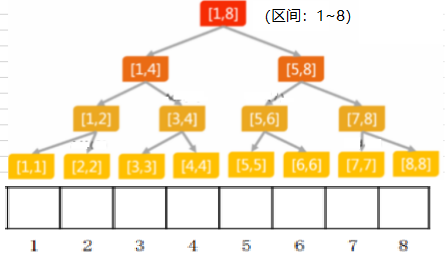 [1,8] (区间：1~8)
[1,4] [5,8]
[1,2] [3,4] [5,6] [7,8]
[1,1] [2,2] [3,3] [4,4] [5,5] [6,6] [7,7] [8,8]
1 2 3 4 5 6 7 8